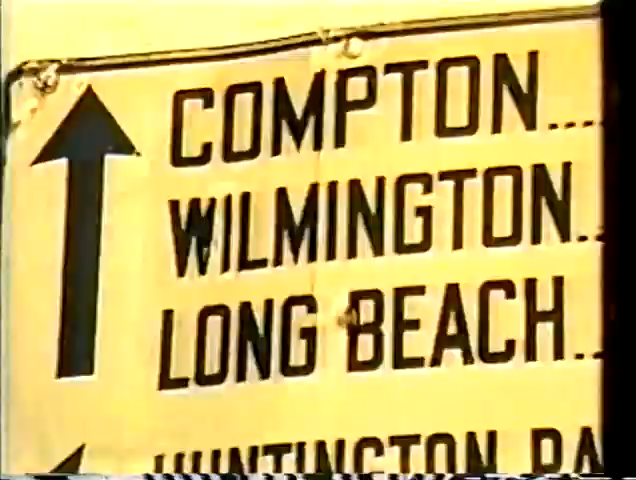 COMPTON....
WILMINGTON..
LONG BEACH..
HUNTINGTON PA